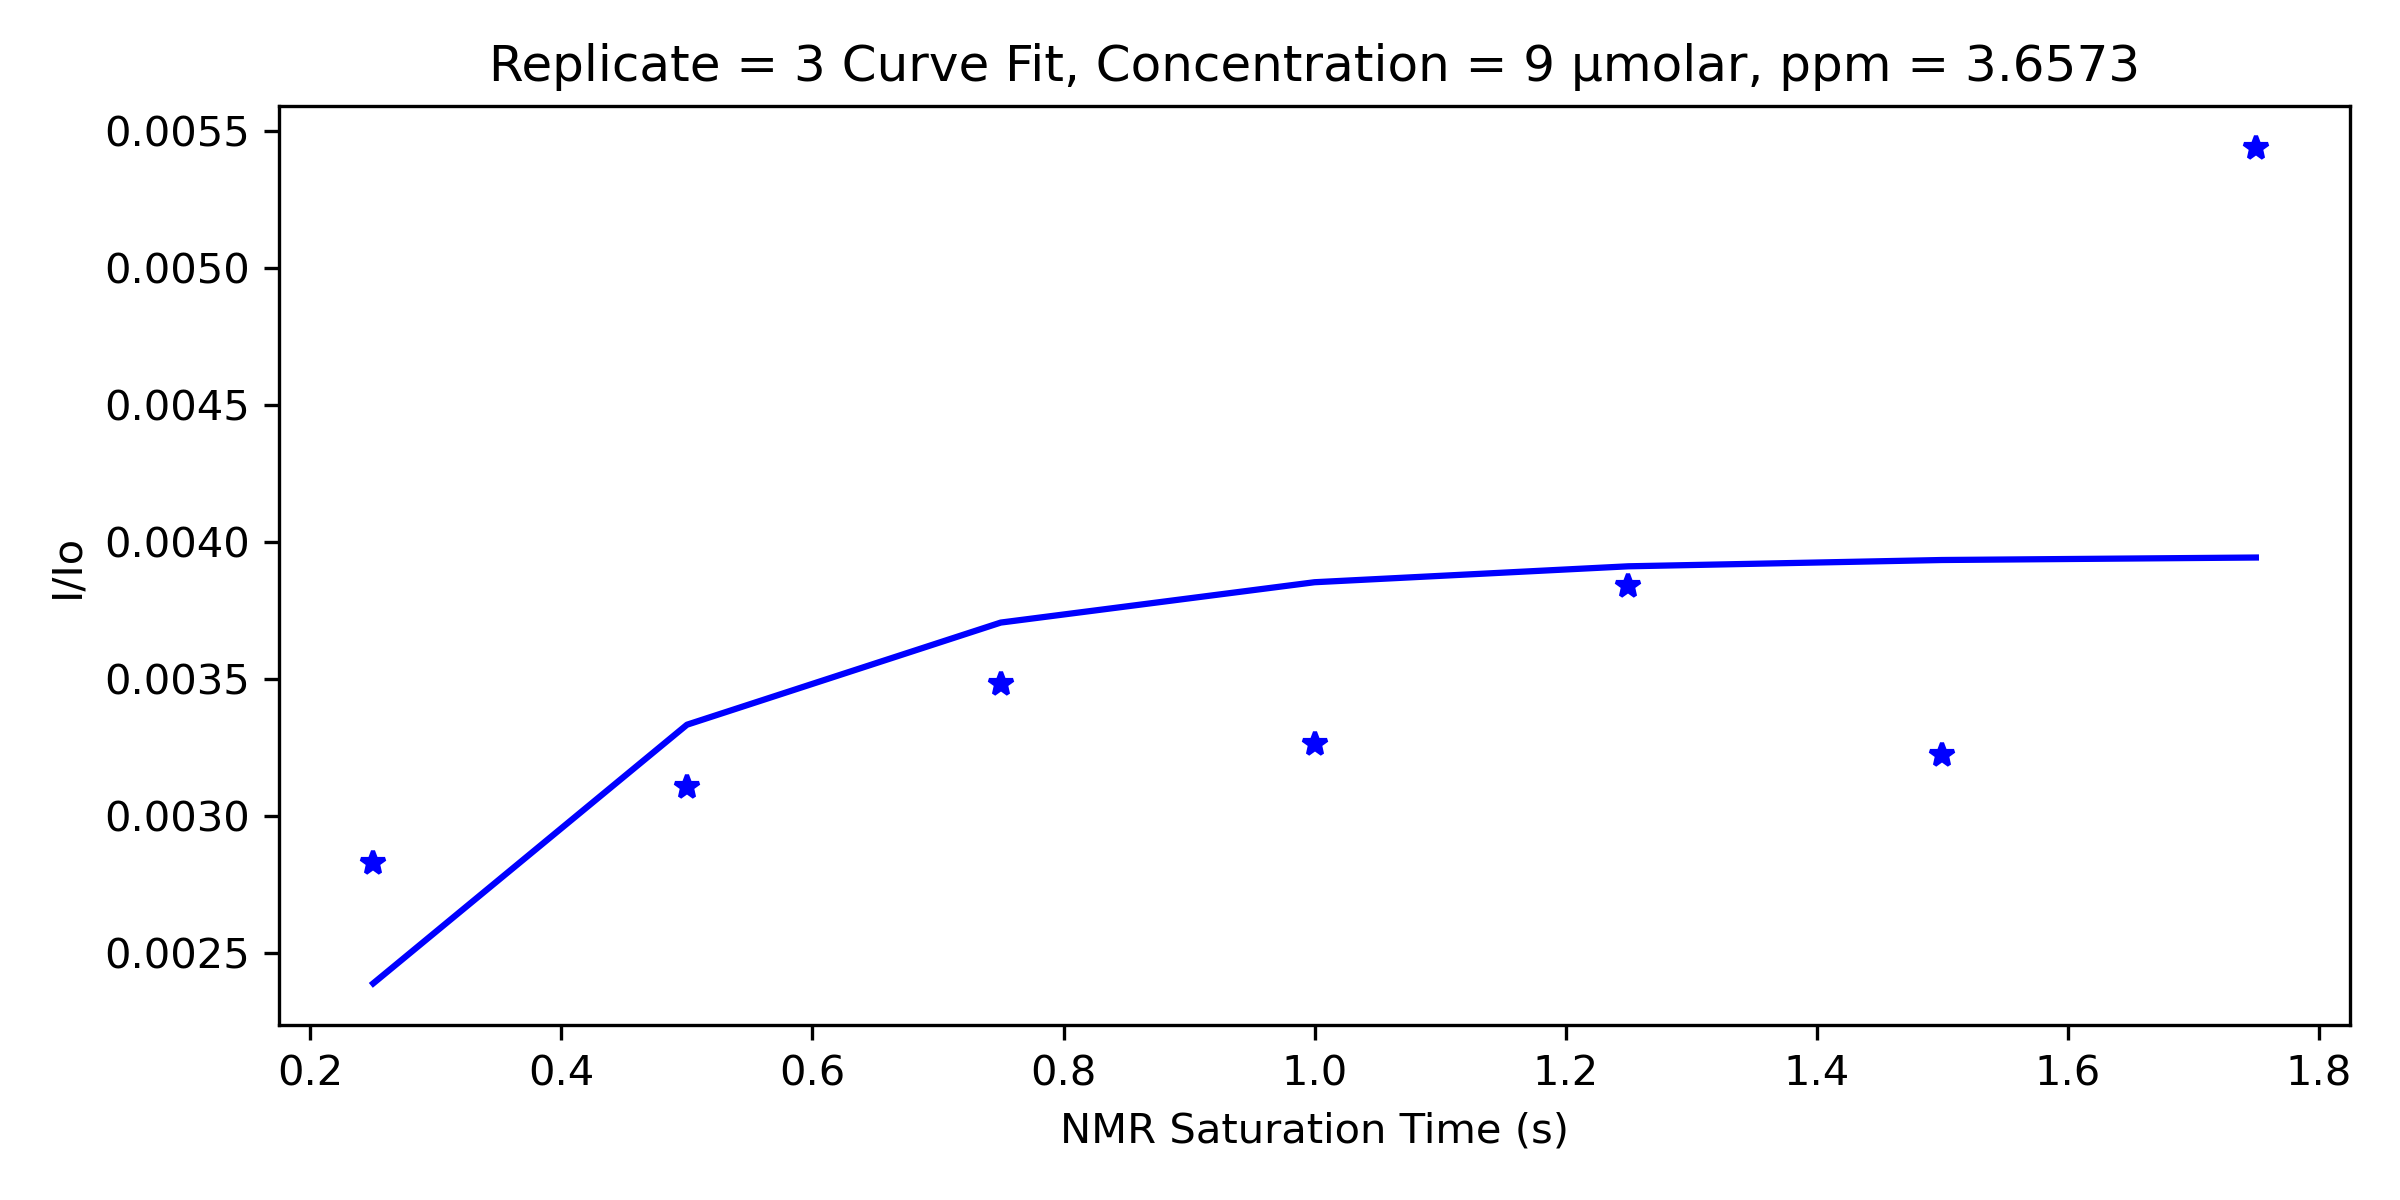 Replicate = 3 Curve Fit, Concentration = 9 µmolar, ppm = 3.6573
0.0055
0.0050
0.0045
0.0040
0.0035
0.0030
0.0025
I/Io
0.2 0.4 0.6 0.8 1.0 1.2 1.4 1.6 1.8
NMR Saturation Time (s)